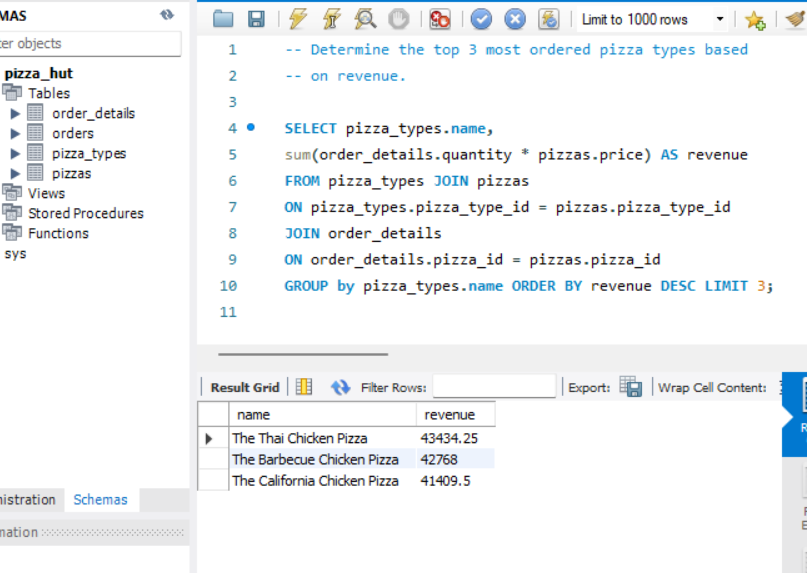 MAS
ter objects
pizza_hut
Tables
order_details
orders
pizza_types
pizzas
Views
Stored Procedures
Functions
sys
nistration
Schemas
mation
Limit to 1000 rows
1 -- Determine the top 3 most ordered pizza types based
2 -- on revenue.
3
4 SELECT pizza_types.name,
5 sum(order_details.quantity * pizzas.price) AS revenue
6 FROM pizza_types JOIN pizzas
7 ON pizza_types.pizza_type_id = pizzas.pizza_type_id
8 JOIN order_details
9 ON order_details.pizza_id = pizzas.pizza_id
10 GROUP by pizza_types.name ORDER BY revenue DESC LIMIT 3;
11
Result Grid Filter Rows: Export: Wrap Cell Content:
name revenue
The Thai Chicken Pizza 43434.25
The Barbecue Chicken Pizza 42768
The California Chicken Pizza 41409.5